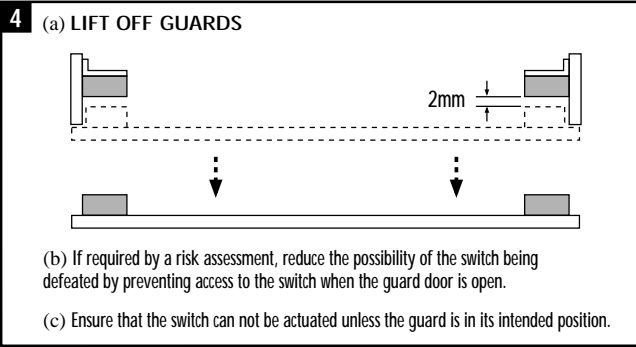 4 (a) LIFT OFF GUARDS
2mm
(b) If required by a risk assessment, reduce the possibility of the switch being
defeated by preventing access to the switch when the guard door is open.
(c) Ensure that the switch can not be actuated unless the guard is in its intended position.